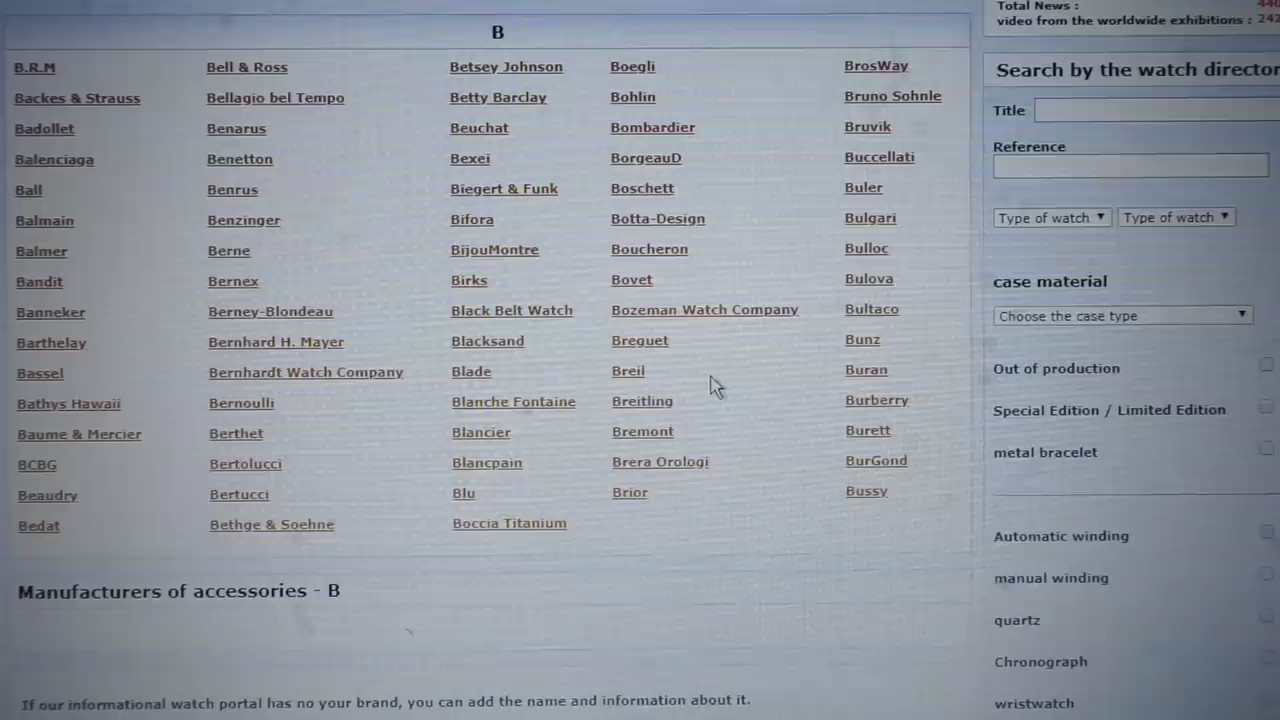 Total News :
video from the worldwide exhibitions : 242
B
B.R.M
Backes & Strauss
Badollet
Balenciaga
Ball
Balmain
Balmer
Bandit
Banneker
Barthelay
Bassel
Bathys Hawaii
Baume & Mercier
BCBG
Beaudry
Bedat
Bell & Ross
Bellagio bel Tempo
Benarus
Benetton
Benrus
Benzinger
Berne
Bernex
Berney-Blondeau
Bernhard H. Mayer
Bernhardt Watch Company
Bernoulli
Berthet
Bertolucci
Bertucci
Bethge & Soehne
Betsey Johnson
Betty Barclay
Beuchat
Bexei
Biegert & Funk
Bifora
BijouMontre
Birks
Black Belt Watch
Blacksand
Blade
Blanche Fontaine
Blancier
Blancpain
Blu
Boccia Titanium
Boegli
Bohlin
Bombardier
BorgeauD
Boschett
Botta-Design
Boucheron
Bovet
Bozeman Watch Company
Breguet
Breil
Breitling
Bremont
Brera Orologi
Brior
BrosWay
Bruno Sohnle
Bruvik
Buccellati
Buler
Bulgari
Bulloc
Bulova
Bultaco
Bunz
Buran
Burberry
Burett
BurGond
Bussy
Manufacturers of accessories - B
If our informational watch portal has no your brand, you can add the name and information about it.
Search by the watch director
Title
Reference
Type of watch Type of watch
case material
Choose the case type
Out of production
Special Edition / Limited Edition
metal bracelet
Automatic winding
manual winding
quartz
Chronograph
wristwatch